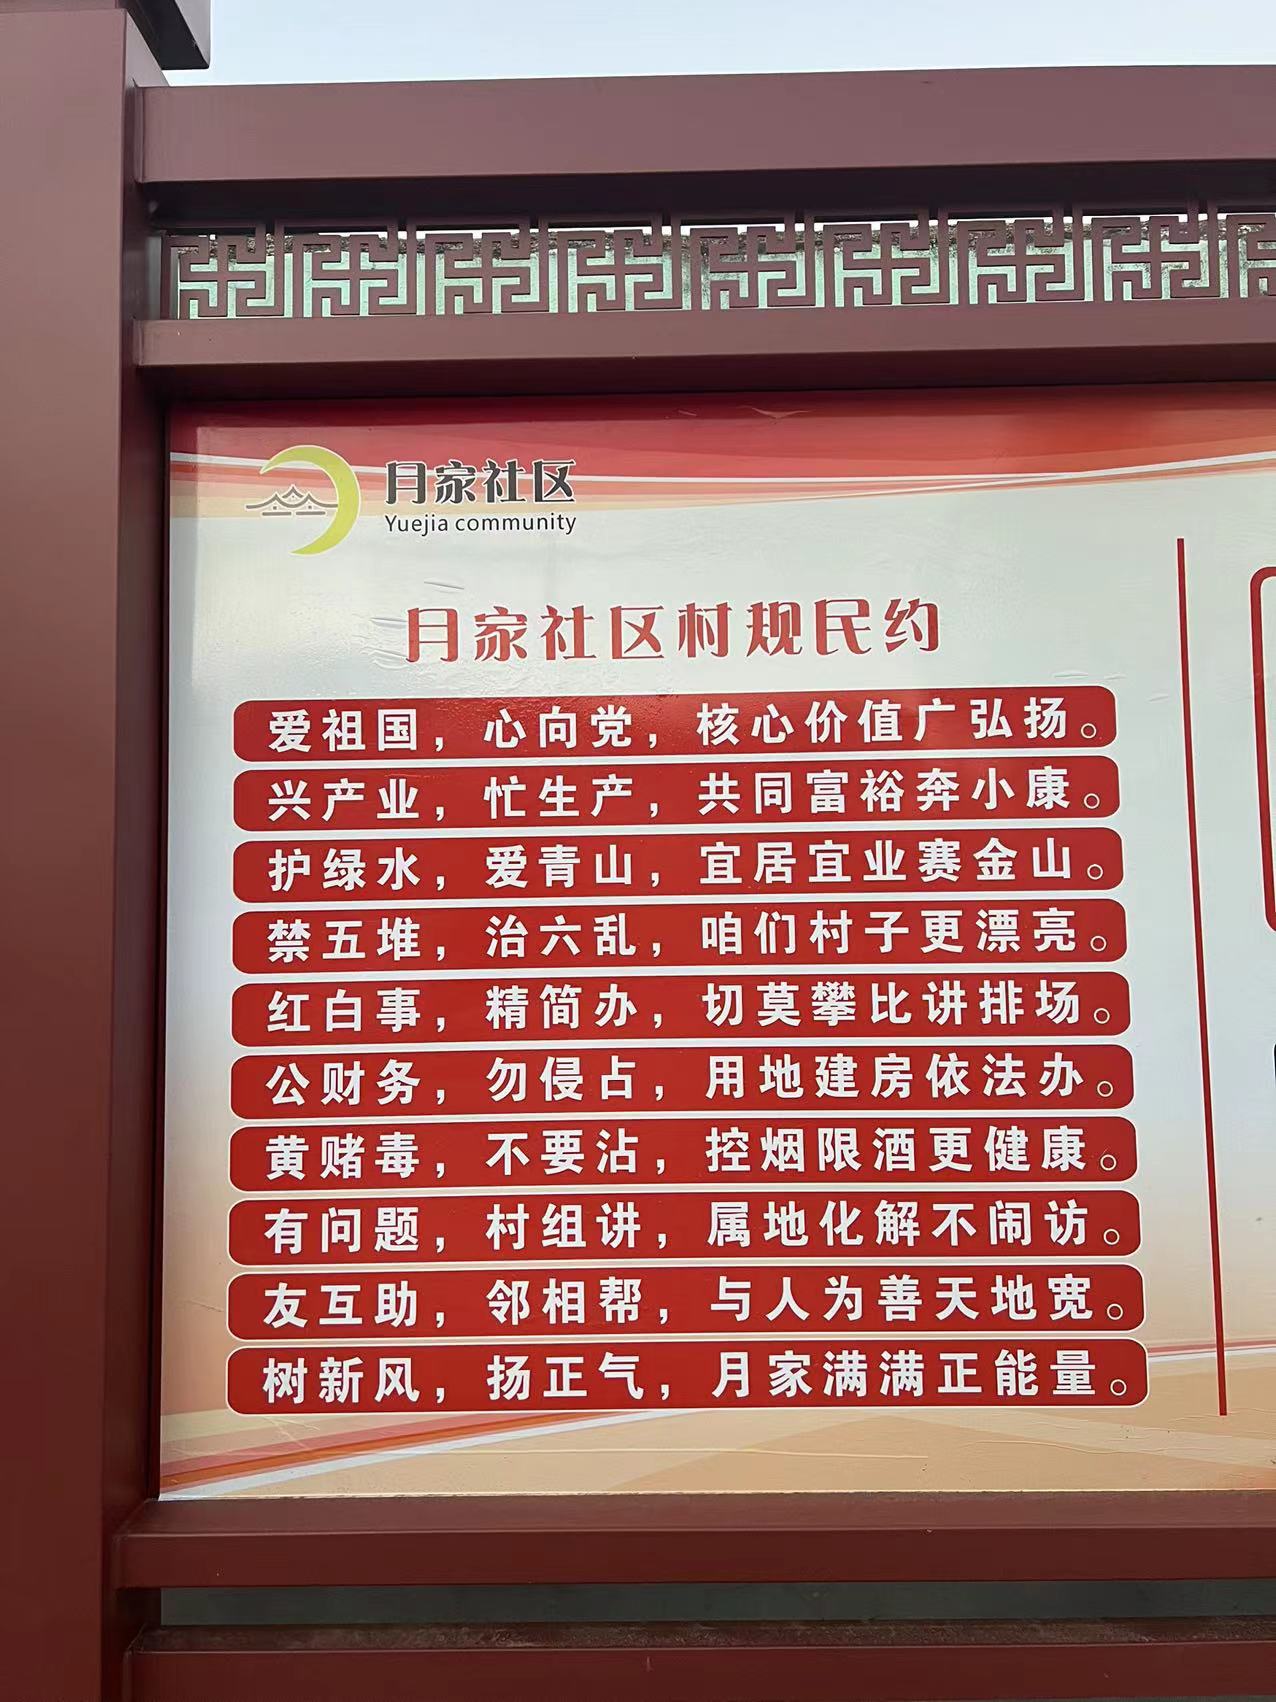 月家社区
Yuejia community
月家社区村规民约
爱祖国，心向党，核心价值广弘扬。
兴产业，忙生产，共同富裕奔小康。
护绿水，爱青山，宜居宜业赛金山。
禁五堆，治六乱，咱们村子更漂亮。
红白事，精简办，切莫攀比讲排场。
公财务，勿侵占，用地建房依法办。
黄赌毒，不要沾，控烟限酒更健康。
有问题，村组讲，属地化解不闹访。
友互助，邻相帮，与人为善天地宽。
树新风，扬正气，月家满满正能量。